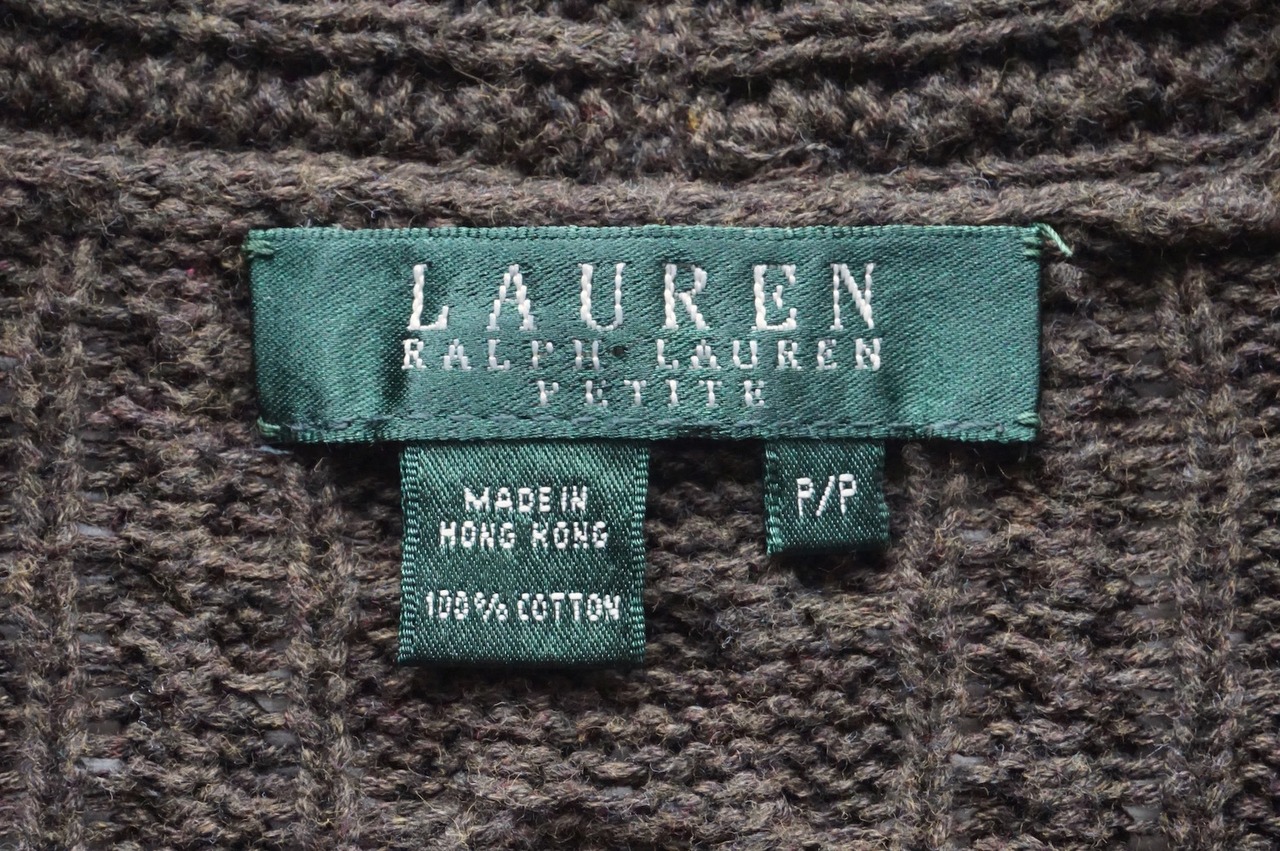 LAUREN
RALPH LAUREN
PETITE
MADE IN
HONG KONG
100% COTTON
P/P